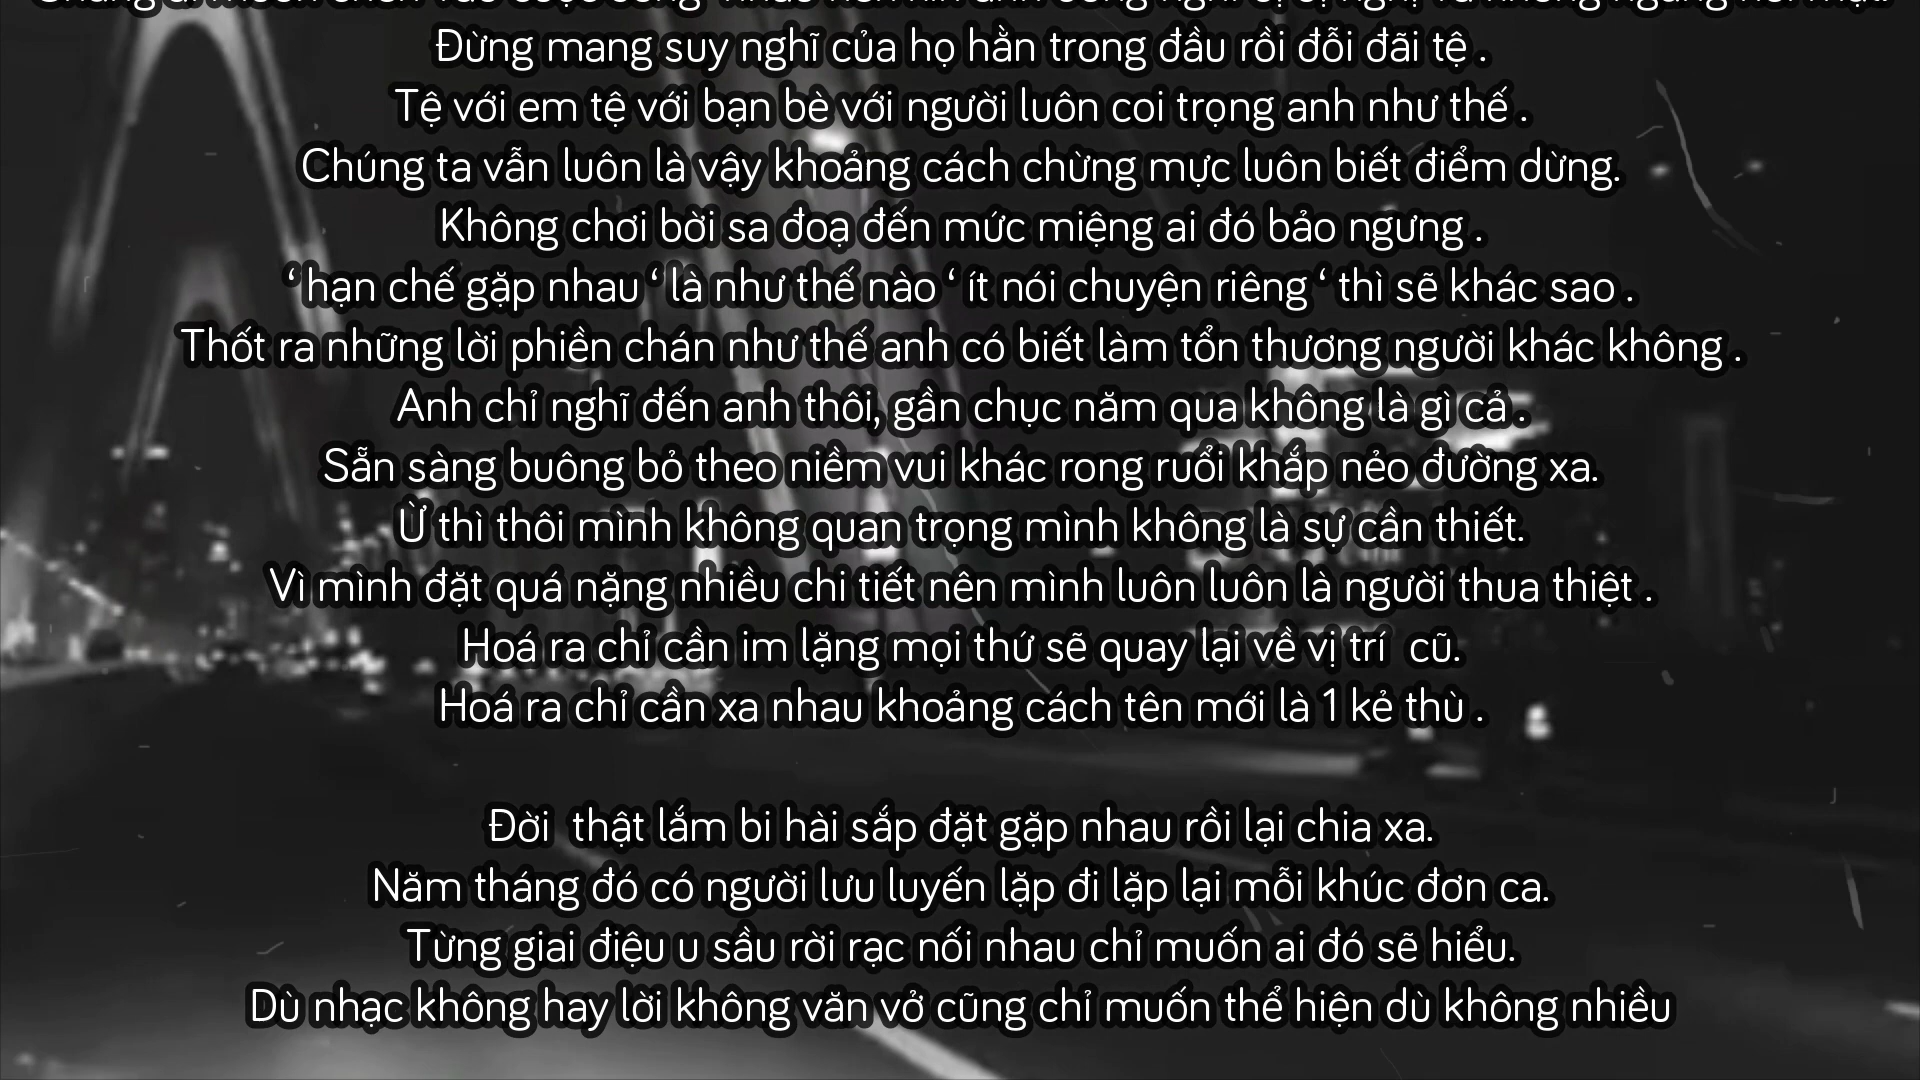 Đừng mang suy nghĩ của họ hằn trong đầu rồi đỗi đãi tệ .
Tệ với em tệ với bạn bè với người luôn coi trọng anh như thế .
Chúng ta vẫn luôn là vậy khoảng cách chừng mực luôn biết điểm dừng.
Không chơi bời sa đoạ đến mức miệng ai đó bảo ngưng .
‘ hạn chế gặp nhau ‘ là như thế nào ‘ ít nói chuyện riêng ‘ thì sẽ khác sao .
Thốt ra những lời phiền chán như thế anh có biết làm tổn thương người khác không .
Anh chỉ nghĩ đến anh thôi, gần chục năm qua không là gì cả .
Sẵn sàng buông bỏ theo niềm vui khác rong ruổi khắp nẻo đường xa.
Ừ thì thôi mình không quan trọng mình không là sự cần thiết.
Vì mình đặt quá nặng nhiều chi tiết nên mình luôn luôn là người thua thiệt .
Hoá ra chỉ cần im lặng mọi thứ sẽ quay lại về vị trí  cũ.
Hoá ra chỉ cần xa nhau khoảng cách tên mới là 1 kẻ thù .
Đời  thật lắm bi hài sắp đặt gặp nhau rồi lại chia xa.
Năm tháng đó có người lưu luyến lặp đi lặp lại mỗi khúc đơn ca.
Từng giai điệu u sầu rời rạc nối nhau chỉ muốn ai đó sẽ hiểu.
Dù nhạc không hay lời không văn vở cũng chỉ muốn thể hiện dù không nhiều